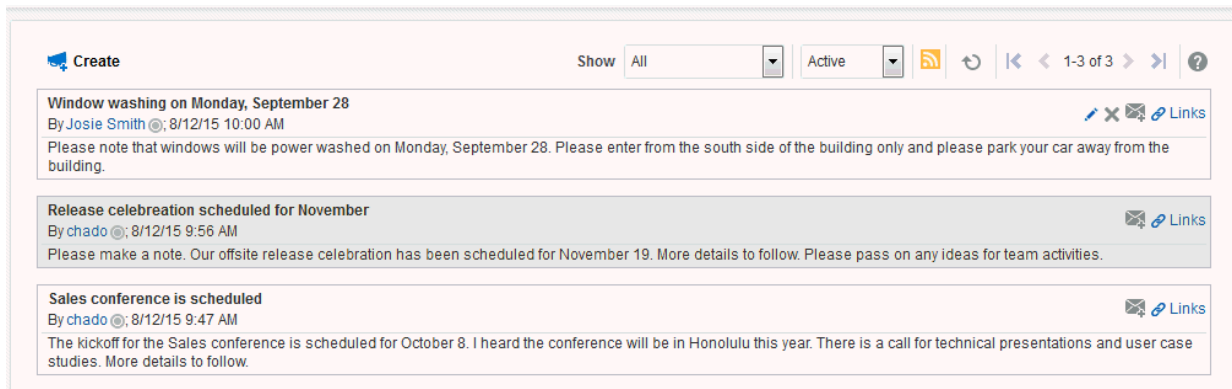 Create Show All Active 1-3 of 3
Window washing on Monday, September 28
By Josie Smith; 8/12/15 10:00 AM Links
Please note that windows will be power washed on Monday, September 28. Please enter from the south side of the building only and please park your car away from the
building.
Release celebreation scheduled for November
By chado; 8/12/15 9:56 AM Links
Please make a note. Our offsite release celebration has been scheduled for November 19. More details to follow. Please pass on any ideas for team activities.
Sales conference is scheduled
By chado; 8/12/15 9:47 AM Links
The kickoff for the Sales conference is scheduled for October 8. I heard the conference will be in Honolulu this year. There is a call for technical presentations and user case
studies. More details to follow.